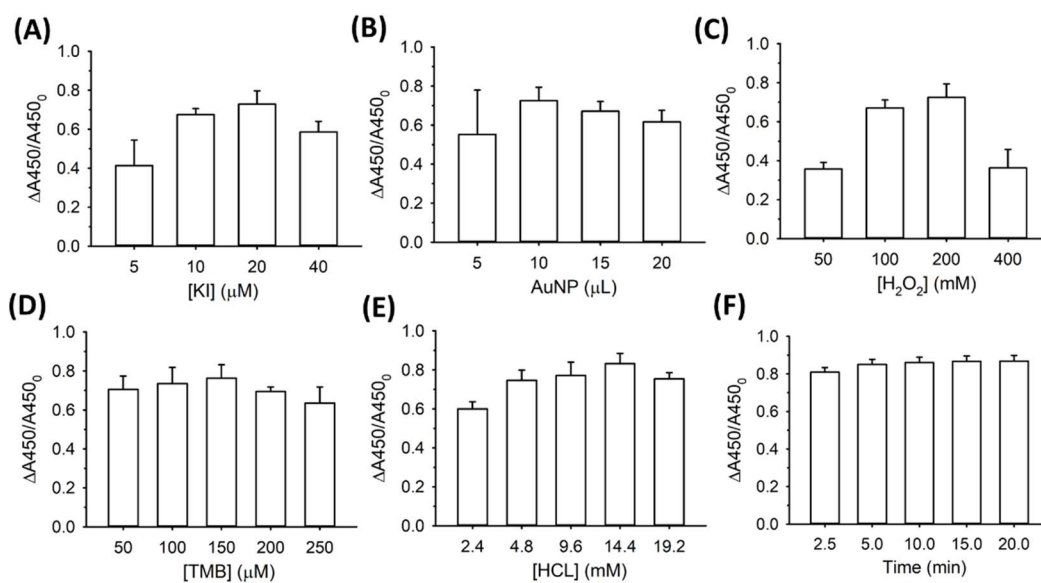 (A)
1.0
0.8
0.6
0.4
0.2
0.0
ΔA450/A450₀
5 10 20 40
[KI] (μM)
(B)
1.0
0.8
0.6
0.4
0.2
0.0
ΔA450/A450₀
5 10 15 20
AuNP (μL)
(C)
1.0
0.8
0.6
0.4
0.2
0.0
ΔA450/A450₀
50 100 200 400
[H₂O₂] (mM)
(D)
1.0
0.8
0.6
0.4
0.2
0.0
ΔA450/A450₀
50 100 150 200 250
[TMB] (μM)
(E)
1.0
0.8
0.6
0.4
0.2
0.0
ΔA450/A450₀
2.4 4.8 9.6 14.4 19.2
[HCL] (mM)
(F)
1.0
0.8
0.6
0.4
0.2
0.0
ΔA450/A450₀
2.5 5.0 10.0 15.0 20.0
Time (min)